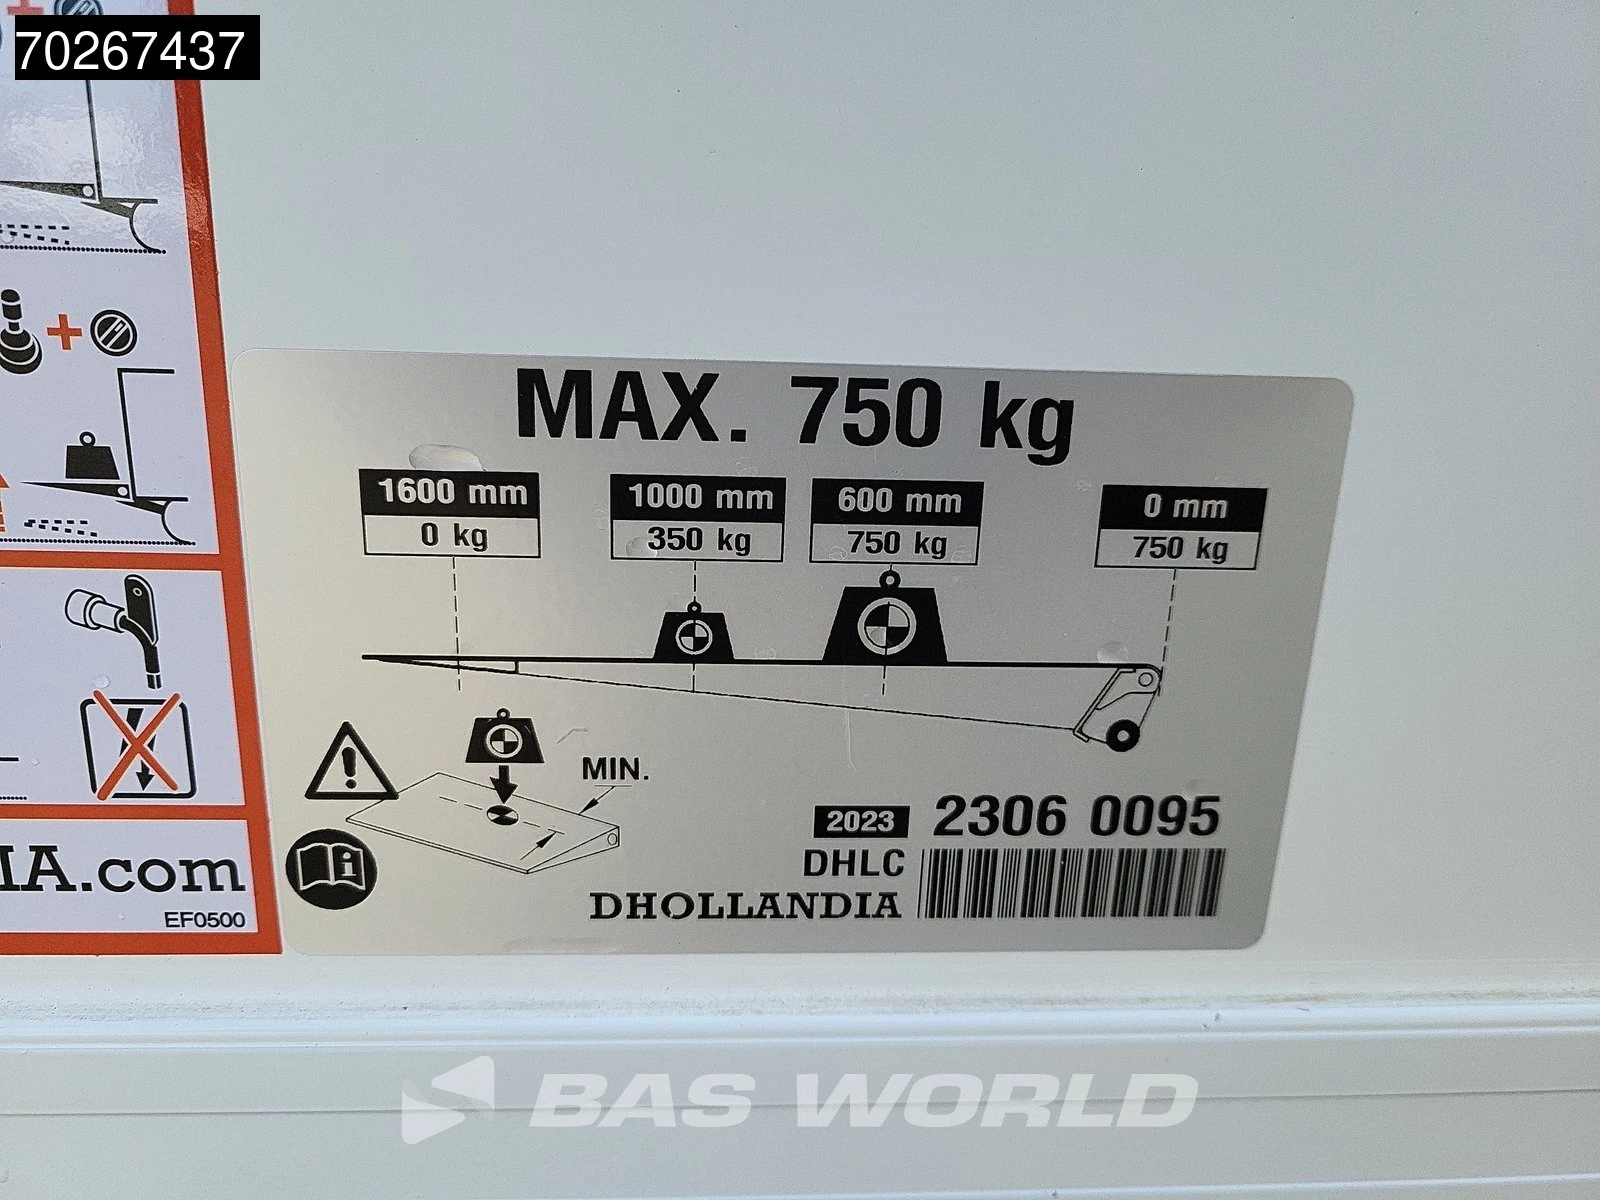 70267437
MAX. 750 kg
1600 mm
0 kg
1000 mm
350 kg
600 mm
750 kg
0 mm
750 kg
MIN.
2023 2306 0095
DHLC
DHOLLANDIA
IA.com
EF0500
BAS WORLD